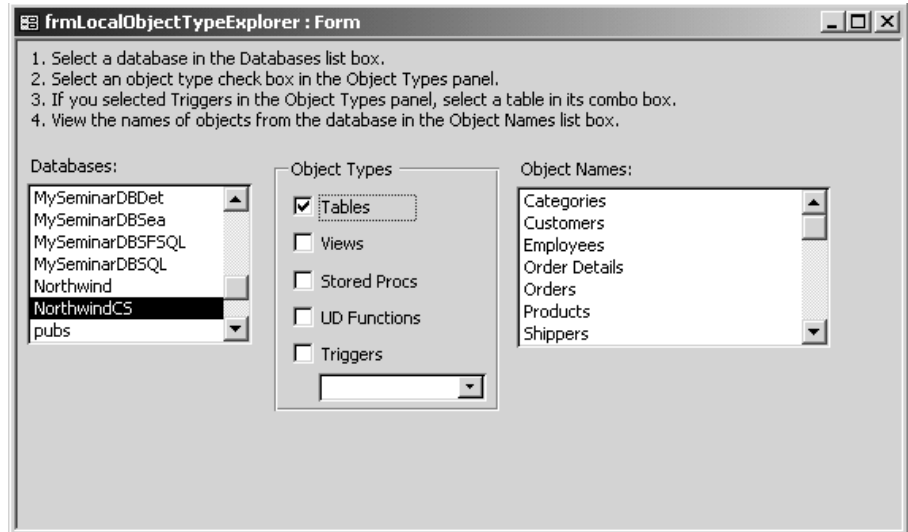 frmLocalObjectTypeExplorer : Form
1. Select a database in the Databases list box.
2. Select an object type check box in the Object Types panel.
3. If you selected Triggers in the Object Types panel, select a table in its combo box.
4. View the names of objects from the database in the Object Names list box.
Databases:
MySeminarDBDet
MySeminarDBSea
MySeminarDBSFSQL
MySeminarDBSQL
Northwind
NorthwindCS
pubs
Object Types
Tables
Views
Stored Procs
UD Functions
Triggers
Object Names:
Categories
Customers
Employees
Order Details
Orders
Products
Shippers